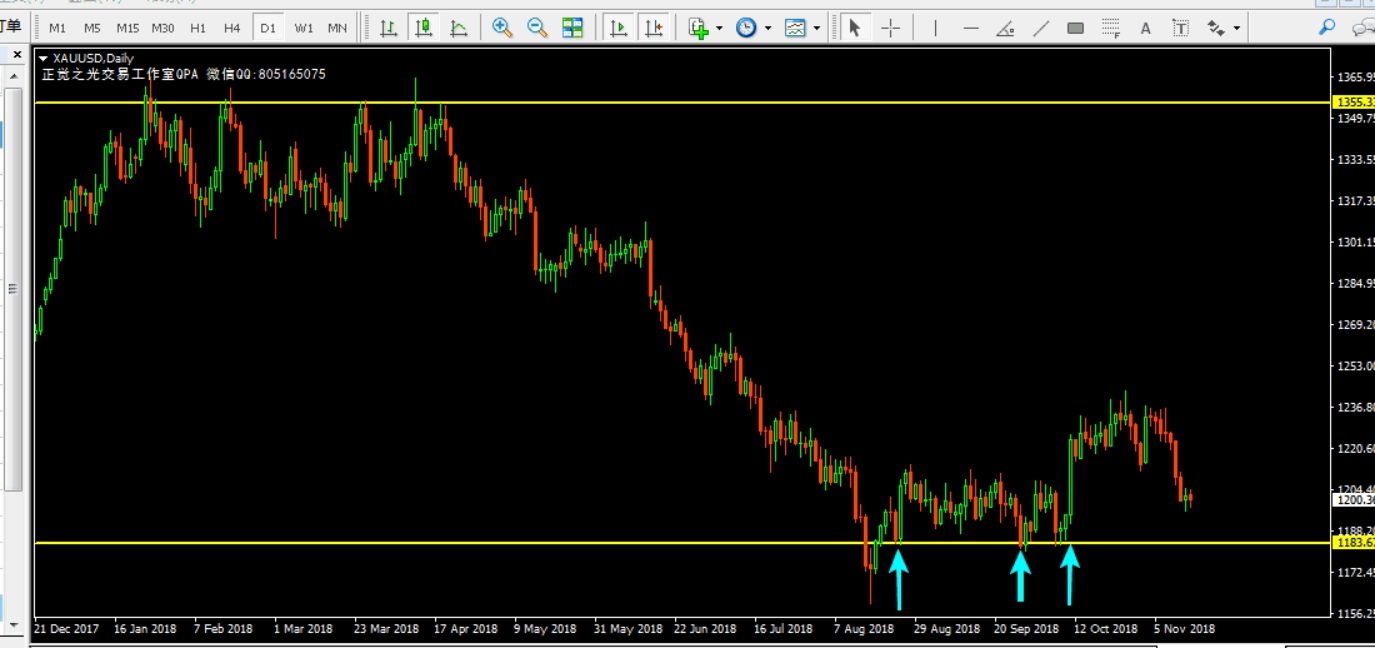 订单
M1 M5 M15 M30 H1 H4 D1 W1 MN
F A T
XAUUSD,Daily
正觉之光交易工作室QPA 微信QQ:805165075
1365.95
1355.33
1349.75
1333.55
1317.35
1301.15
1284.95
1269.20
1253.00
1236.80
1220.60
1204.40
1200.36
1188.20
1183.67
1172.45
1156.25
21 Dec 2017 16 Jan 2018 7 Feb 2018 1 Mar 2018 23 Mar 2018 17 Apr 2018 9 May 2018 31 May 2018 22 Jun 2018 16 Jul 2018 7 Aug 2018 29 Aug 2018 20 Sep 2018 12 Oct 2018 5 Nov 2018